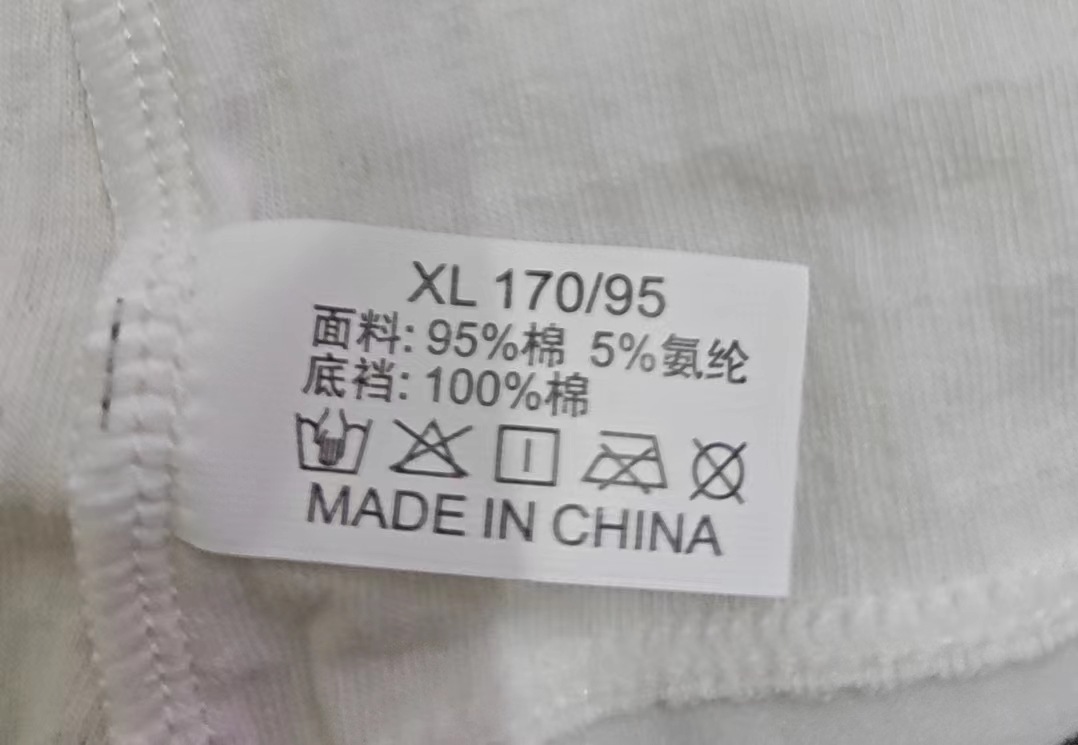 XL 170/95
面料: 95%棉 5%氨纶
底裆: 100%棉
MADE IN CHINA